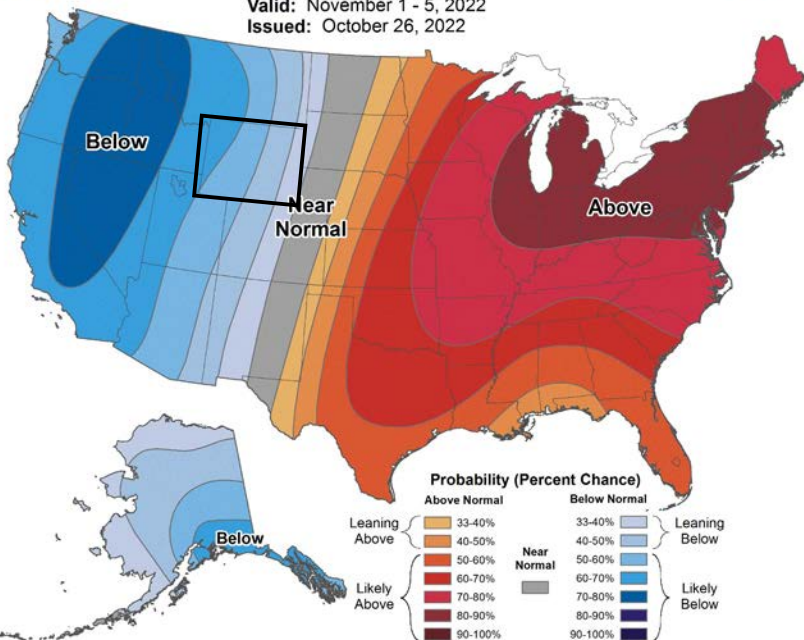 Valid: November 1 - 5, 2022
Issued: October 26, 2022
Below
Near
Normal
Above
Below
Probability (Percent Chance)
Above Normal
Below Normal
Leaning
Above
33-40%
40-50%
Likely
Above
50-60%
60-70%
70-80%
80-90%
90-100%
Near
Normal
33-40%
40-50%
Leaning
Below
50-60%
60-70%
70-80%
80-90%
90-100%
Likely
Below